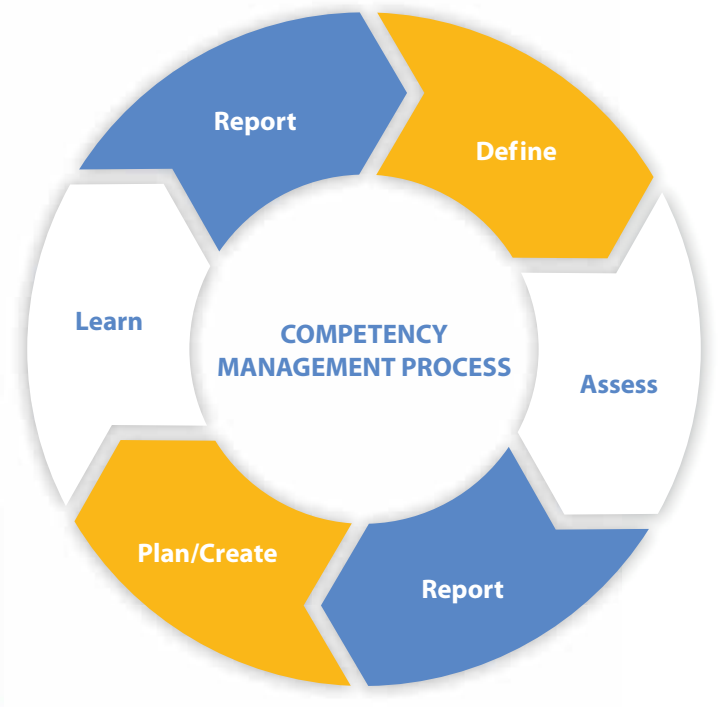 Report
Define
Learn
COMPETENCY
MANAGEMENT PROCESS
Assess
Plan/Create
Report